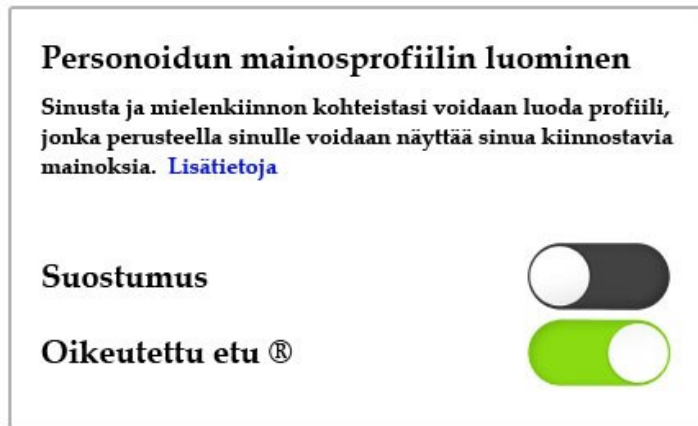 Personoidun mainosprofiilin luominen
Sinusta ja mielenkiinnon kohteistasi voidaan luoda profiili,
jonka perusteella sinulle voidaan näyttää sinua kiinnostavia
mainoksia. Lisätietoja
Suostumus
Oikeutettu etu ®